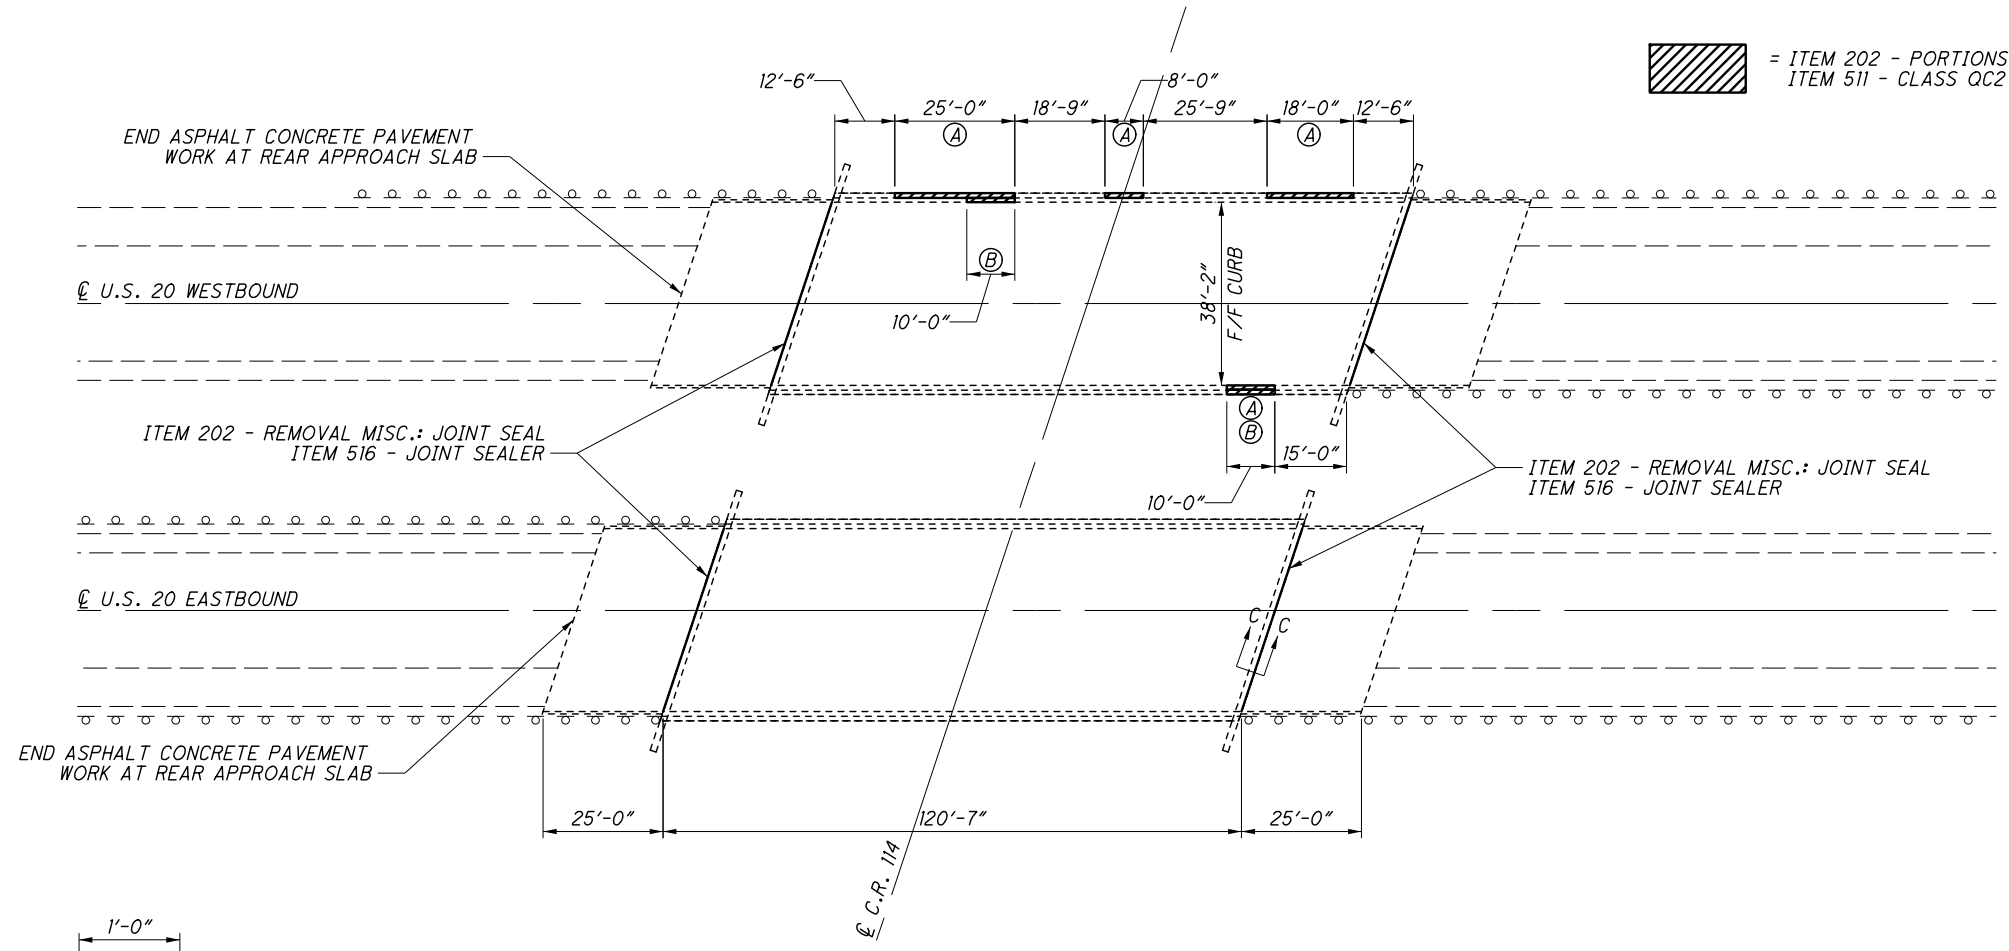 = ITEM 202 - PORTIONS
ITEM 511 - CLASS QC2
12'-6"
8'-0"
25'-0" 18'-9" 25'-9" 18'-0" 12'-6"
A A A
END ASPHALT CONCRETE PAVEMENT
WORK AT REAR APPROACH SLAB
B
10'-0"
38'-2"
F/F CURB
℄ U.S. 20 WESTBOUND
A
B
15'-0"
10'-0"
ITEM 202 - REMOVAL MISC.: JOINT SEAL
ITEM 516 - JOINT SEALER
ITEM 202 - REMOVAL MISC.: JOINT SEAL
ITEM 516 - JOINT SEALER
℄ U.S. 20 EASTBOUND
C C
END ASPHALT CONCRETE PAVEMENT
WORK AT REAR APPROACH SLAB
25'-0" 120'-7" 25'-0"
℄ C.R. 114
1'-0"